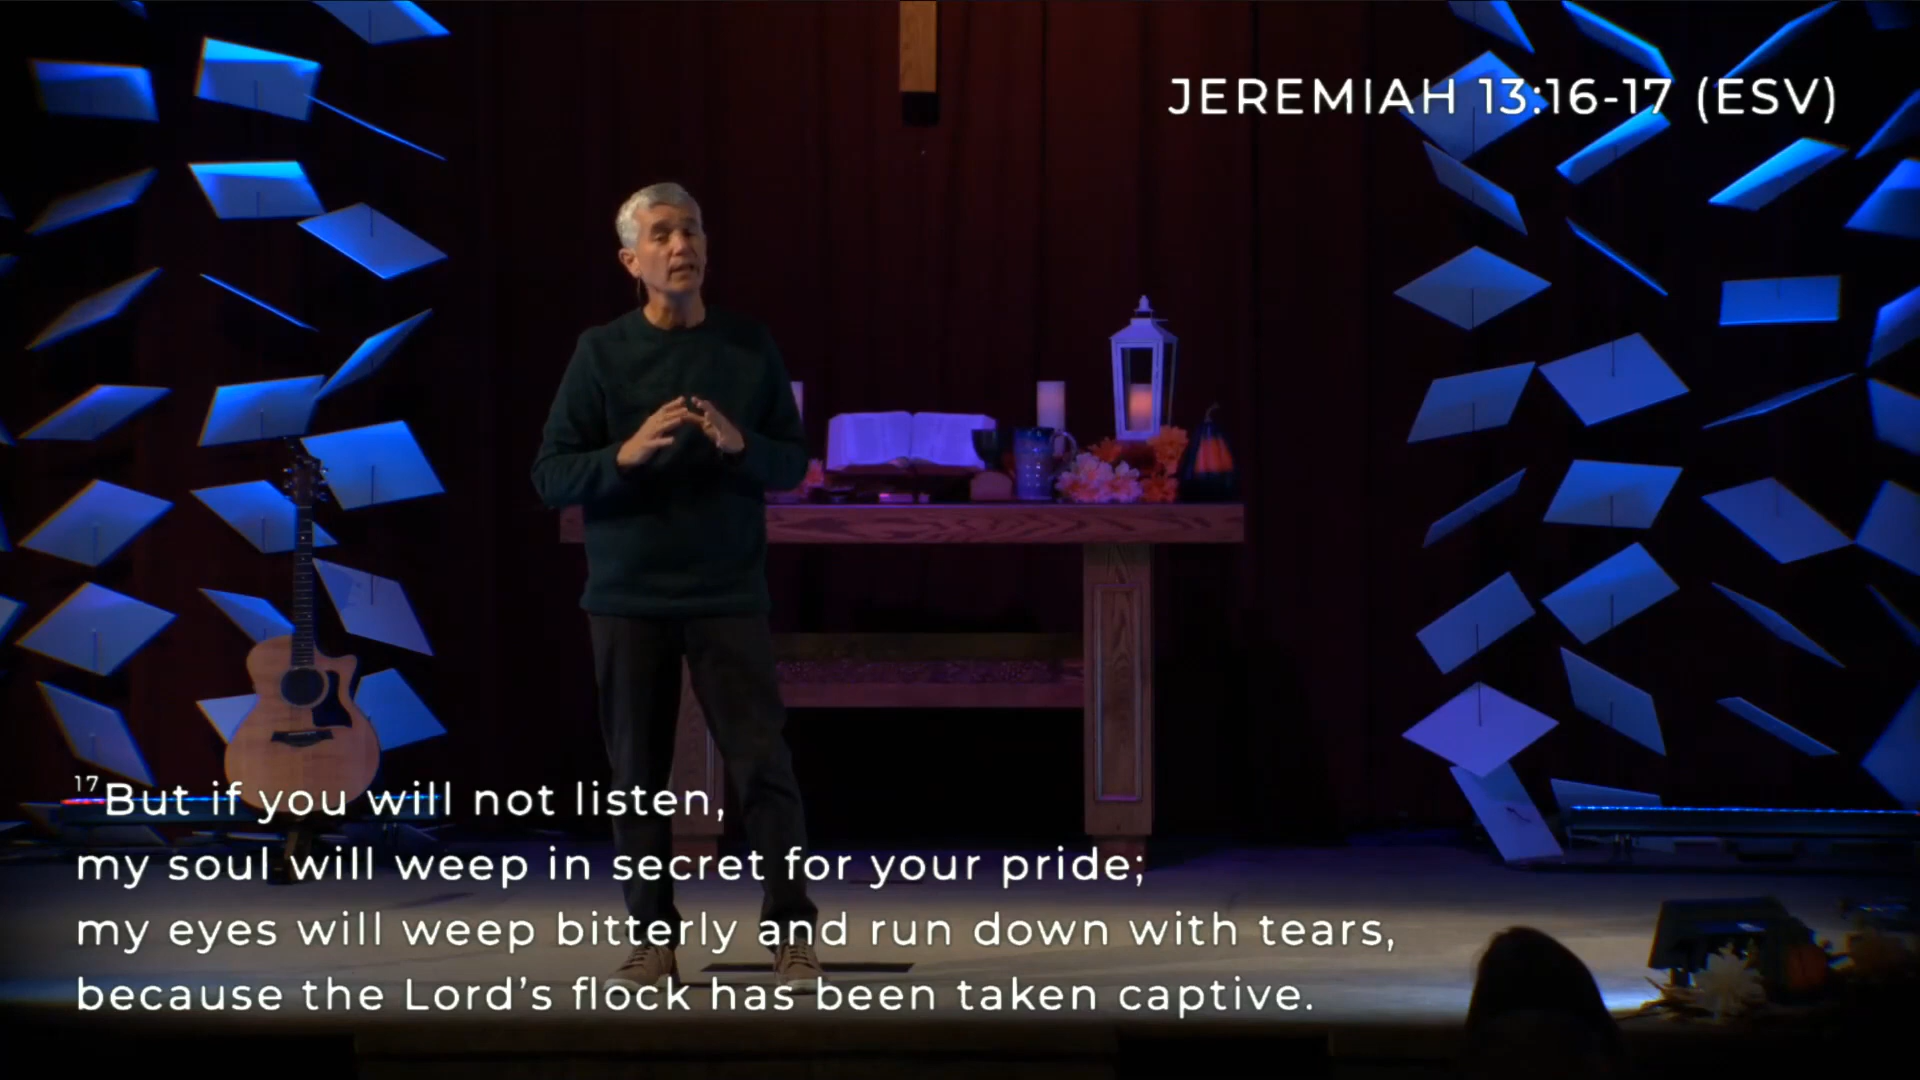 JEREMIAH 13:16-17 (ESV)
17But if you will not listen,
my soul will weep in secret for your pride;
my eyes will weep bitterly and run down with tears,
because the Lord’s flock has been taken captive.